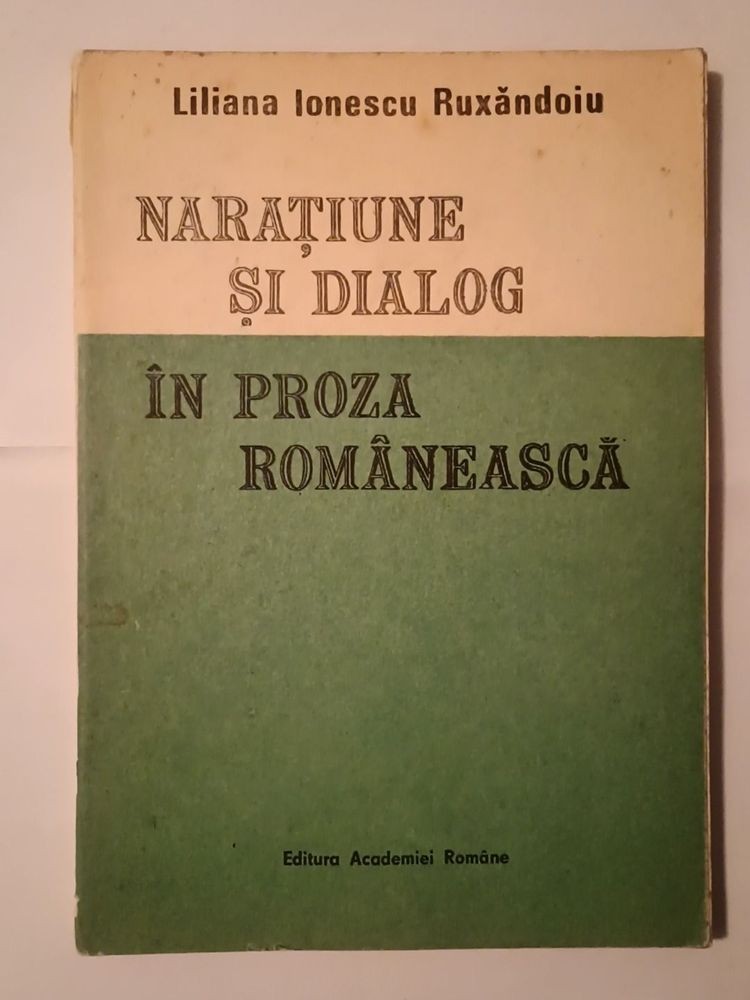 Liliana Ionescu Ruxăndoiu
NARAȚIUNE
ȘI DIALOG
ÎN PROZA
ROMÂNEASCĂ
Editura Academiei Române